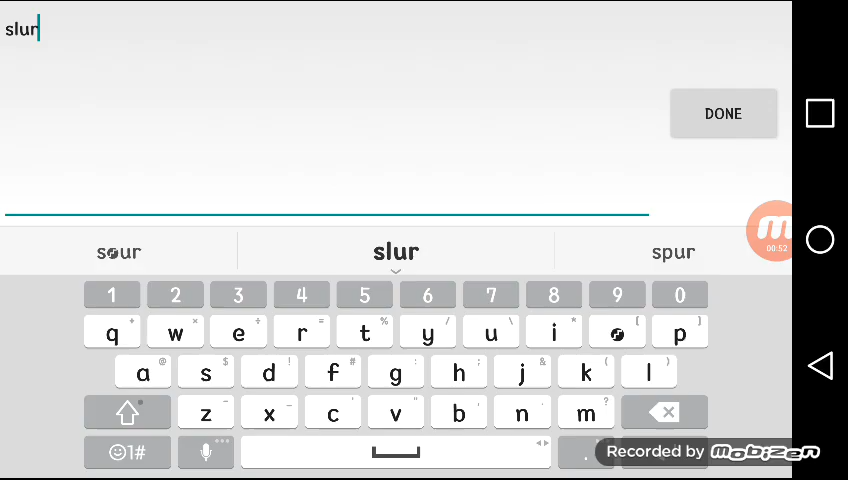 slur
DONE
00:52
sour slur spur
1 2 3 4 5 6 7 8 9 0
q w e r t y u i p
a s d f g h j k l
z x c v b n m
1#
Recorded by mobizen